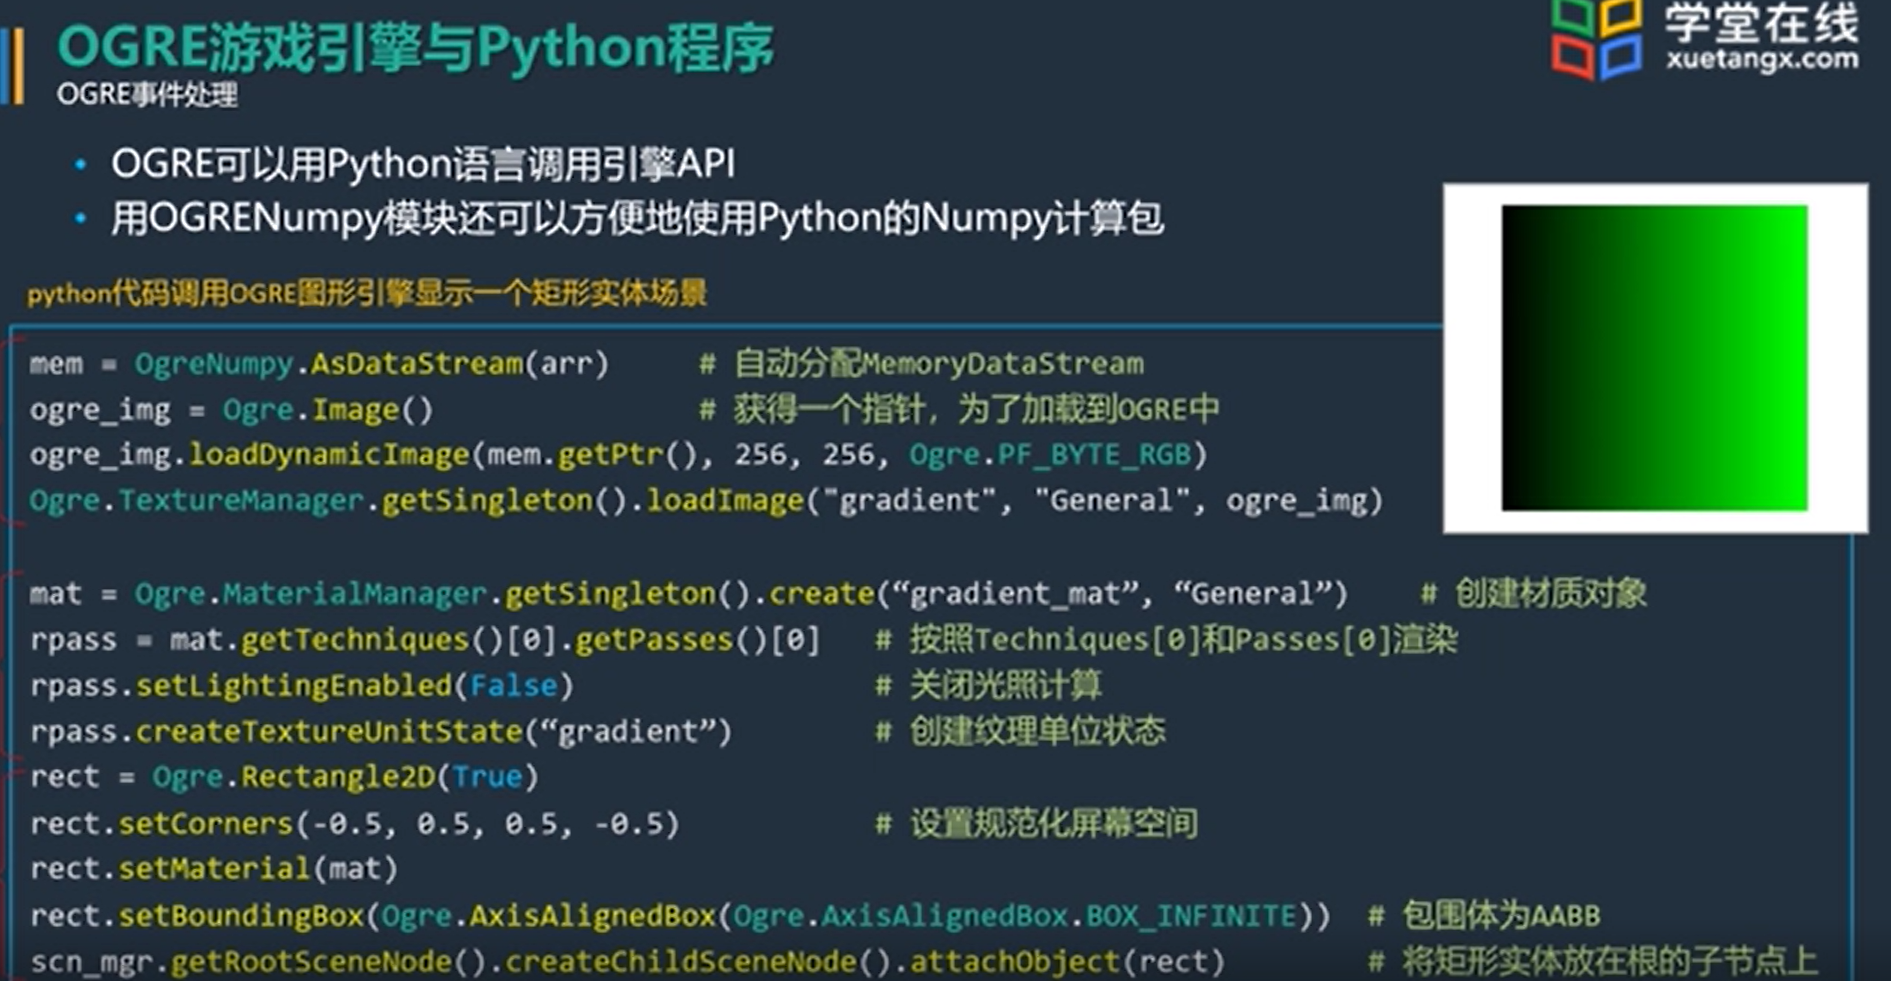 OGRE游戏引擎与Python程序
OGRE事件处理
学堂在线
xuetangx.com
• OGRE可以用Python语言调用引擎API
• 用OGRENumpy模块还可以方便地使用Python的Numpy计算包
python代码调用OGRE图形引擎显示一个矩形实体场景
mem = OgreNumpy.AsDataStream(arr) # 自动分配MemoryDataStream
ogre_img = Ogre.Image() # 获得一个指针，为了加载到OGRE中
ogre_img.loadDynamicImage(mem.getPtr(), 256, 256, Ogre.PF_BYTE_RGB)
Ogre.TextureManager.getSingleton().loadImage("gradient", "General", ogre_img)
mat = Ogre.MaterialManager.getSingleton().create(“gradient_mat”, “General”) # 创建材质对象
rpass = mat.getTechniques()[0].getPasses()[0] # 按照Techniques[0]和Passes[0]渲染
rpass.setLightingEnabled(False) # 关闭光照计算
rpass.createTextureUnitState(“gradient”) # 创建纹理单位状态
rect = Ogre.Rectangle2D(True)
rect.setCorners(-0.5, 0.5, 0.5, -0.5) # 设置规范化屏幕空间
rect.setMaterial(mat)
rect.setBoundingBox(Ogre.AxisAlignedBox(Ogre.AxisAlignedBox.BOX_INFINITE)) # 包围体为AABB
scn_mgr.getRootSceneNode().createChildSceneNode().attachObject(rect) # 将矩形实体放在根的子节点上